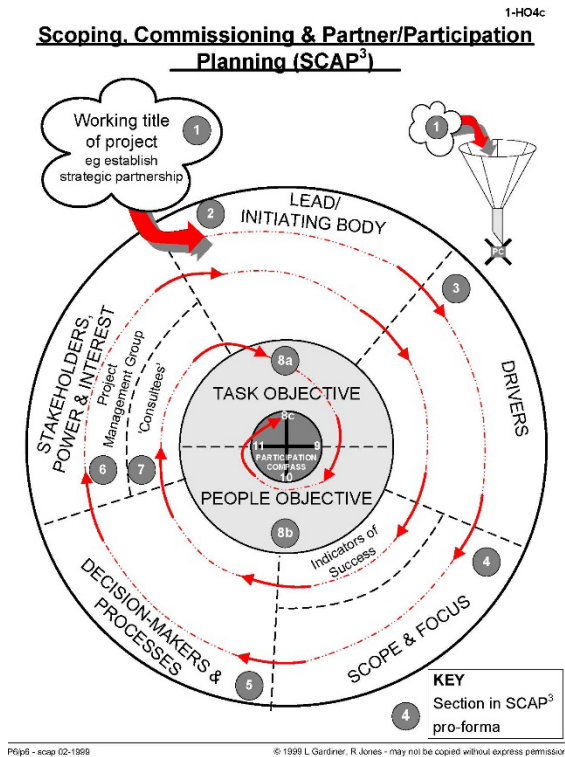 1-HO4c
Scoping, Commissioning & Partner/Participation
Planning (SCAP³)
Working title
of project
eg establish
strategic partnership
1
1
PC
2
LEAD/
INITIATING BODY
3
DRIVERS
4
SCOPE & FOCUS
Indicators of
Success
5
DECISION-MAKERS &
PROCESSES
6
STAKEHOLDERS,
POWER & INTEREST
7
Project
Management Group
'Consultees'
8a
TASK OBJECTIVE
8c
11
9
PARTICIPATION
COMPASS
10
PEOPLE OBJECTIVE
8b
KEY
4
Section in SCAP³
pro-forma
P6/p6 - scap 02-1999
© 1999 L Gardiner, R Jones - may not be copied without express permission